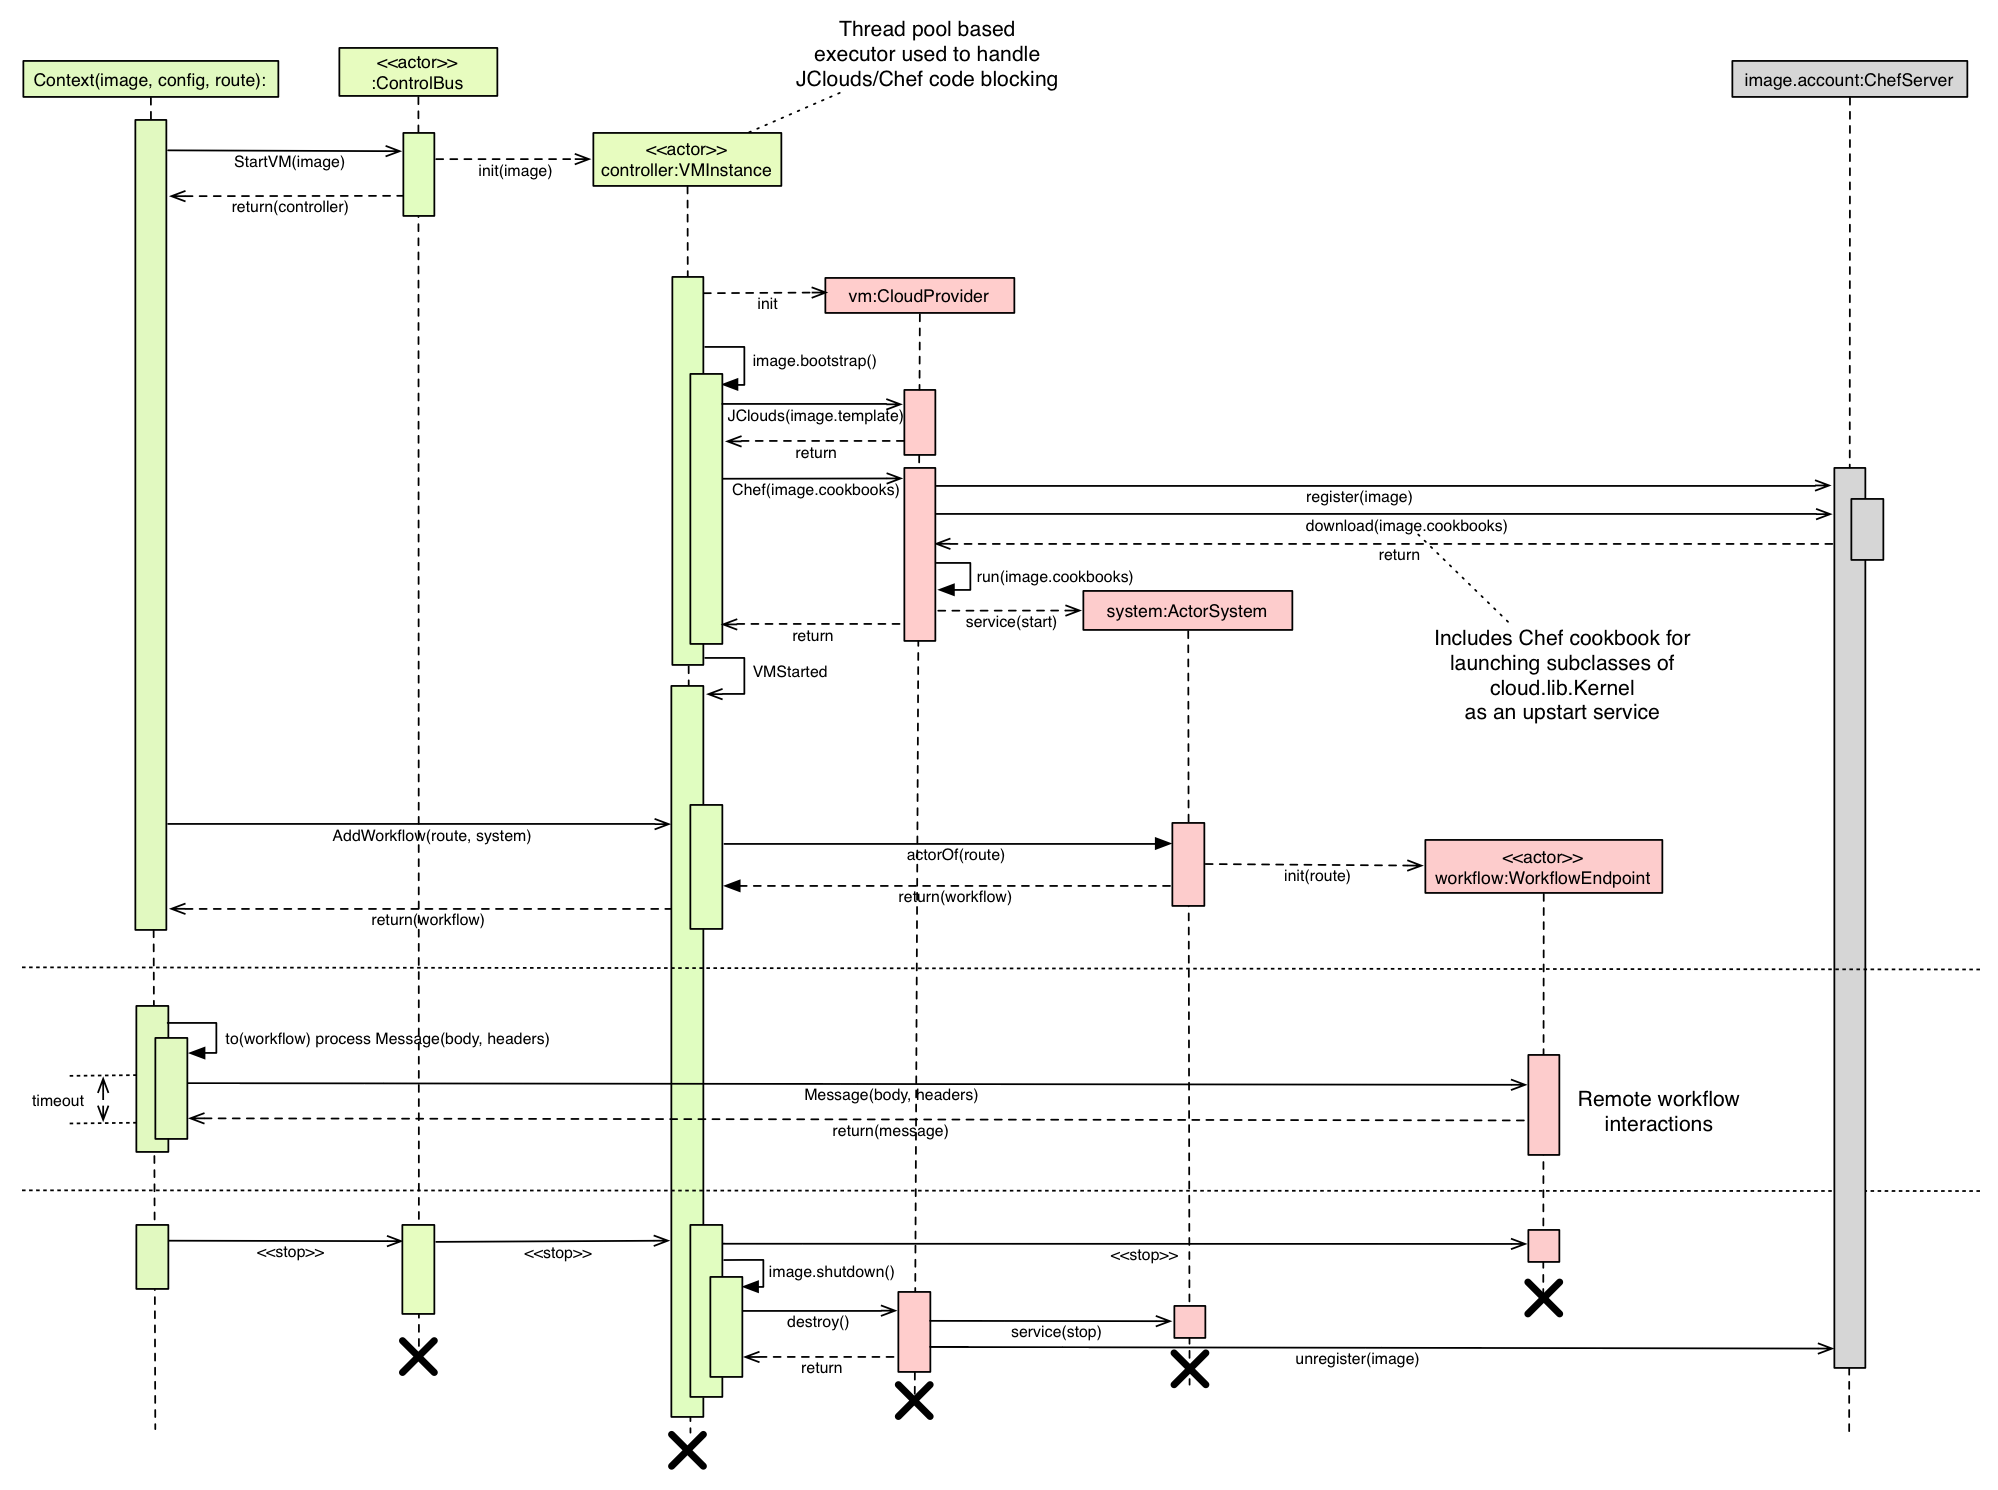 Thread pool based
executor used to handle
JClouds/Chef code blocking
Context(image, config, route):
<<actor>>
:ControlBus
image.account:ChefServer
<<actor>>
controller:VMInstance
StartVM(image)
init(image)
return(controller)
vm:CloudProvider
init
image.bootstrap()
JClouds(image.template)
return
Chef(image.cookbooks)
register(image)
download(image.cookbooks)
return
run(image.cookbooks)
system:ActorSystem
service(start)
return
Includes Chef cookbook for
launching subclasses of
cloud.lib.Kernel
as an upstart service
VMStarted
AddWorkflow(route, system)
actorOf(route)
<<actor>>
workflow:WorkflowEndpoint
init(route)
return(workflow)
return(workflow)
to(workflow) process Message(body, headers)
timeout
Message(body, headers)
return(message)
Remote workflow
interactions
<<stop>>
<<stop>>
<<stop>>
image.shutdown()
destroy()
service(stop)
return
unregister(image)